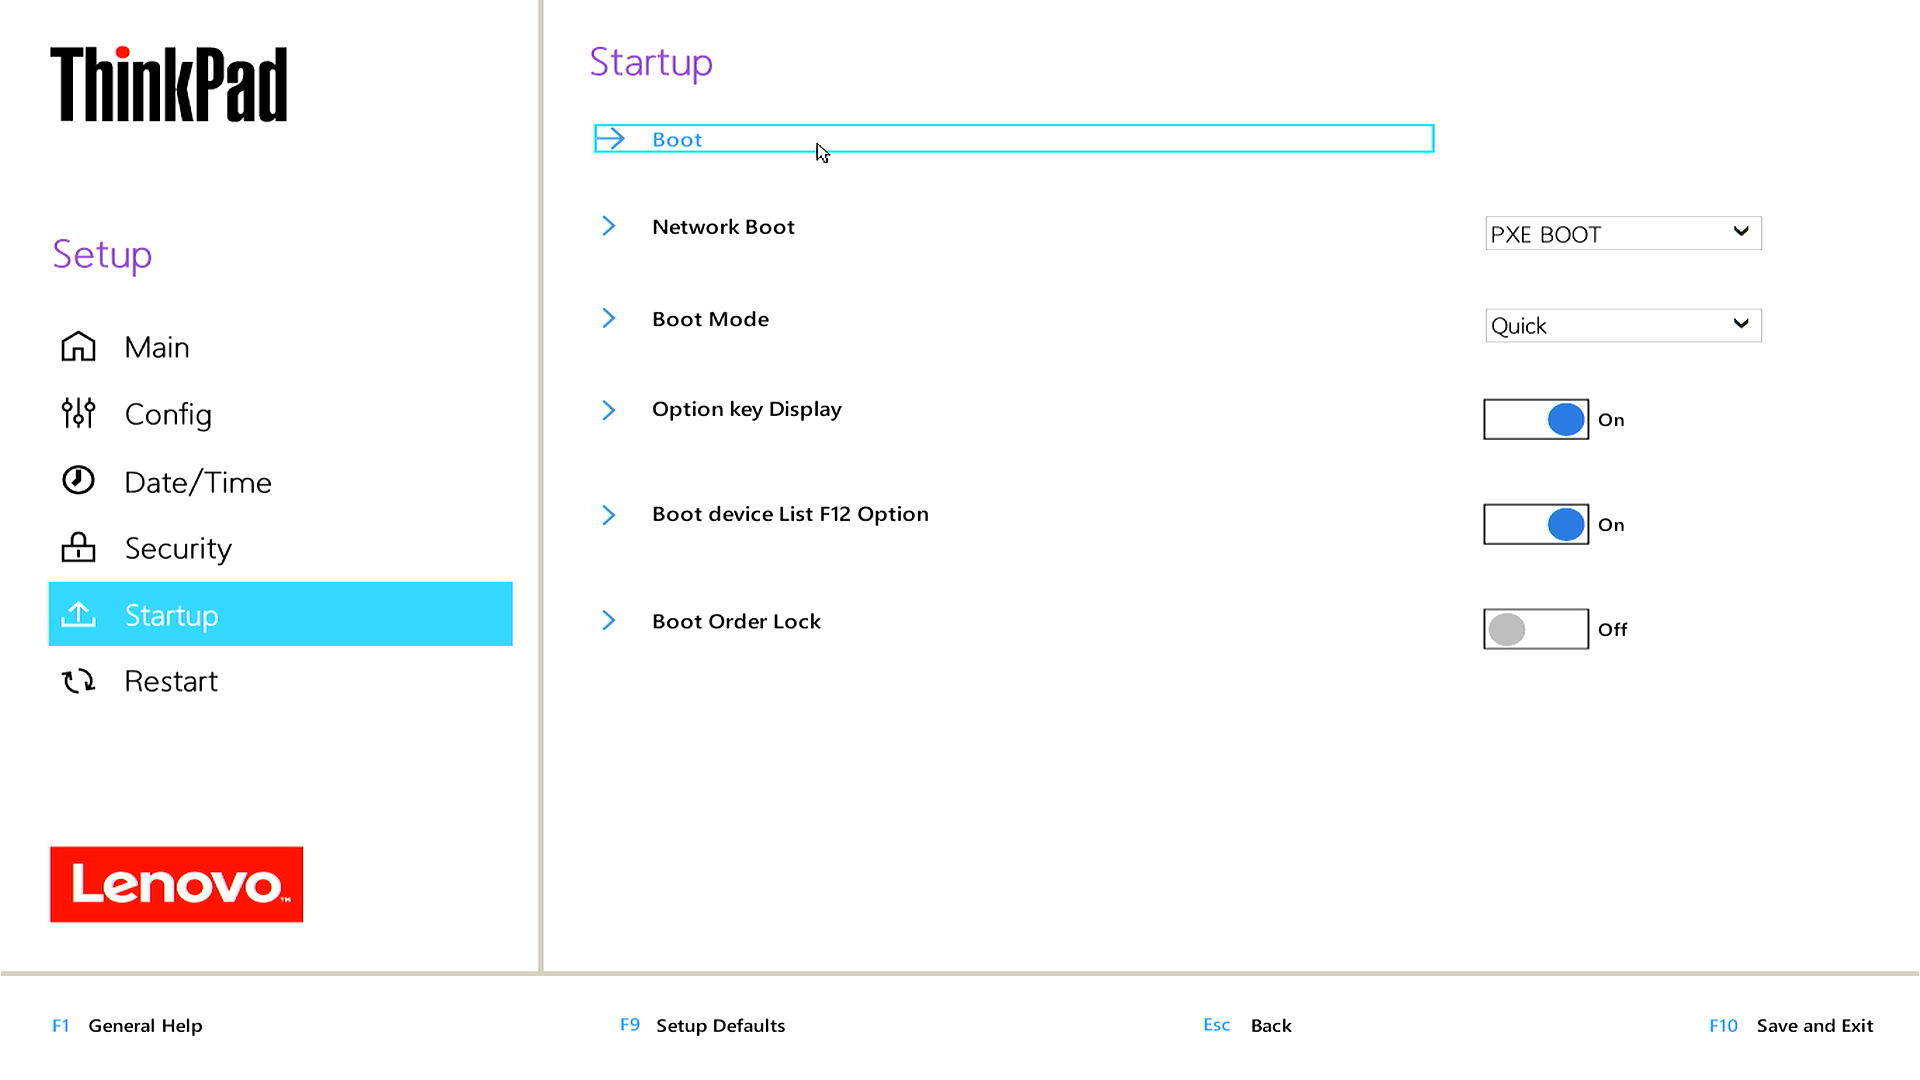 ThinkPad
Setup
Main
Config
Date/Time
Security
Startup
Restart
Lenovo™
Startup
Boot
Network Boot PXE BOOT
Boot Mode Quick
Option key Display On
Boot device List F12 Option On
Boot Order Lock Off
F1 General Help F9 Setup Defaults Esc Back F10 Save and Exit